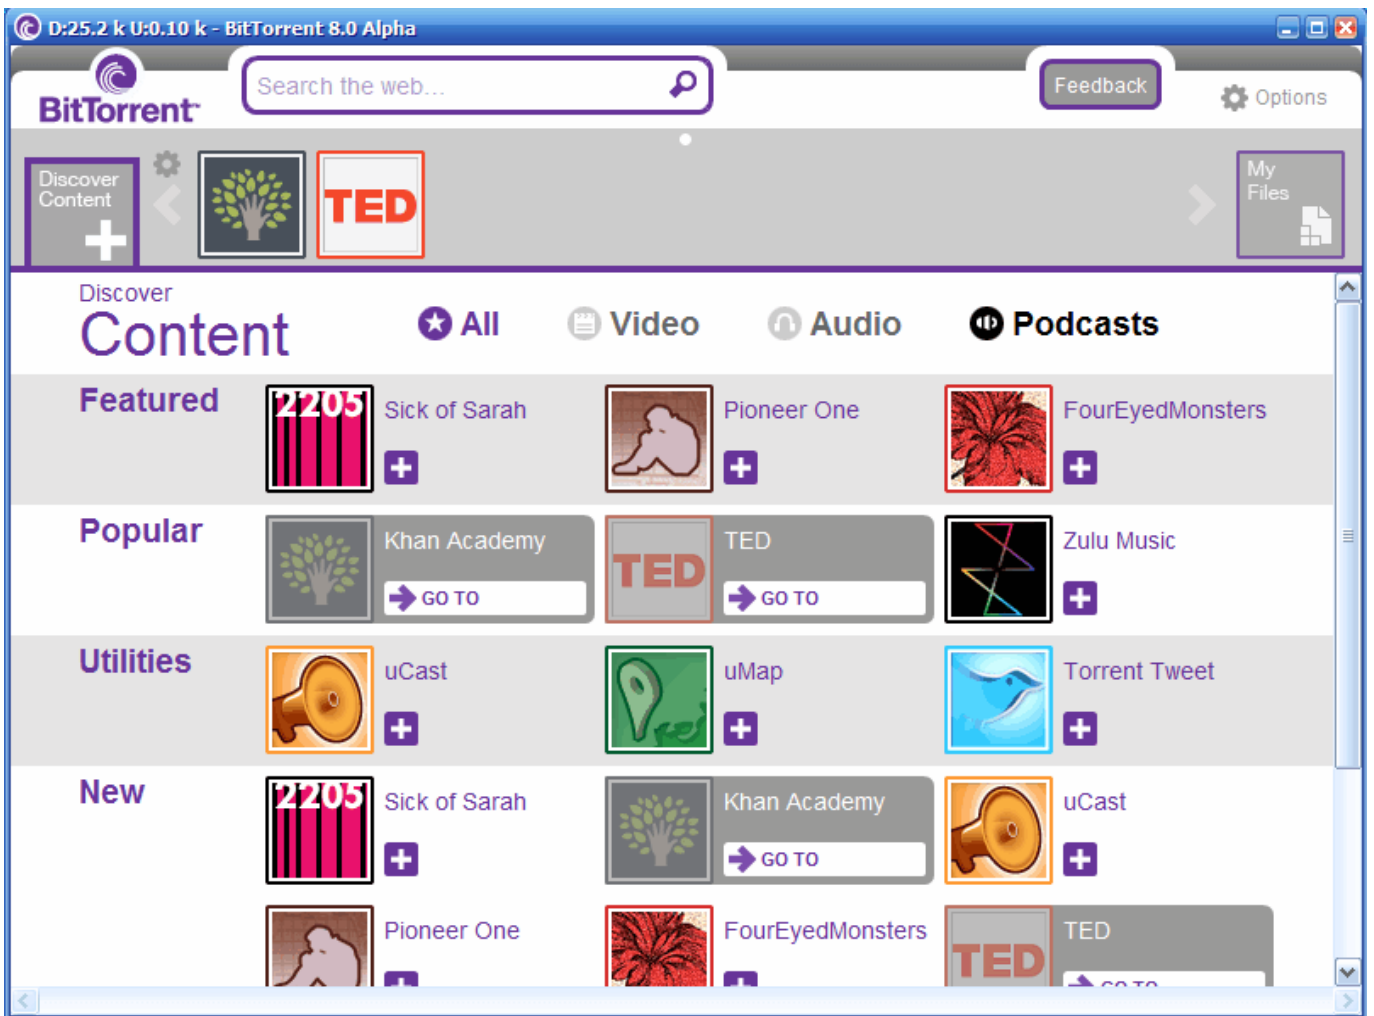 D:25.2 k U:0.10 k - BitTorrent 8.0 Alpha
BitTorrent™
Search the web...
Feedback
Options
Discover
Content
TED
My
Files
Discover
Content
All
Video
Audio
Podcasts
Featured
2205
Sick of Sarah
Pioneer One
FourEyedMonsters
Popular
Khan Academy
GO TO
TED
TED
GO TO
Zulu Music
Utilities
uCast
uMap
Torrent Tweet
New
2205
Sick of Sarah
Khan Academy
GO TO
uCast
Pioneer One
FourEyedMonsters
TED
TED
GO TO